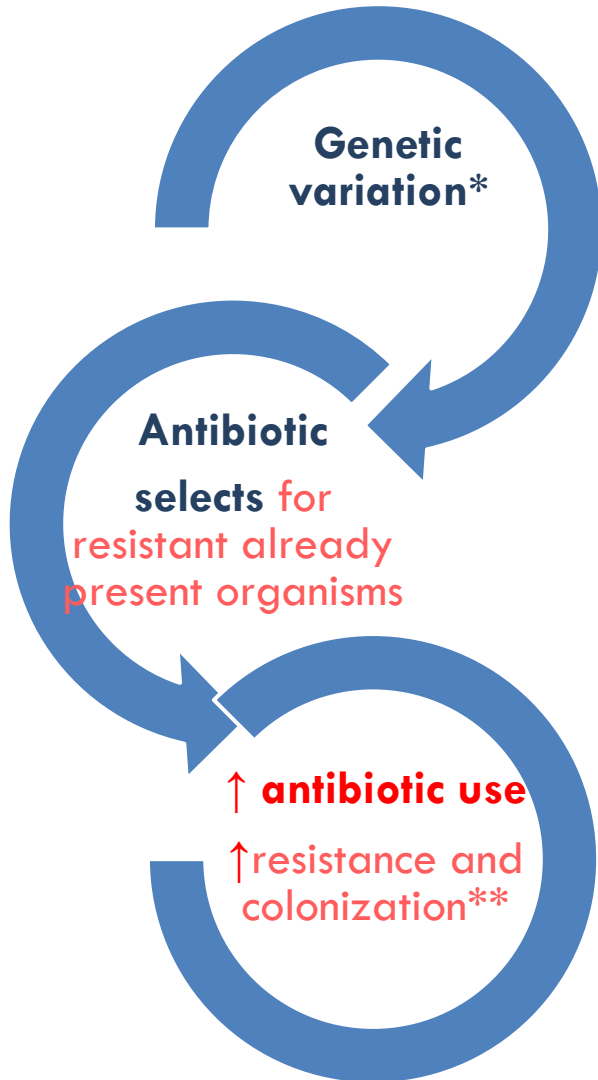 Genetic
variation*
Antibiotic
selects for
resistant already
present organisms
↑ antibiotic use
↑resistance and
colonization**